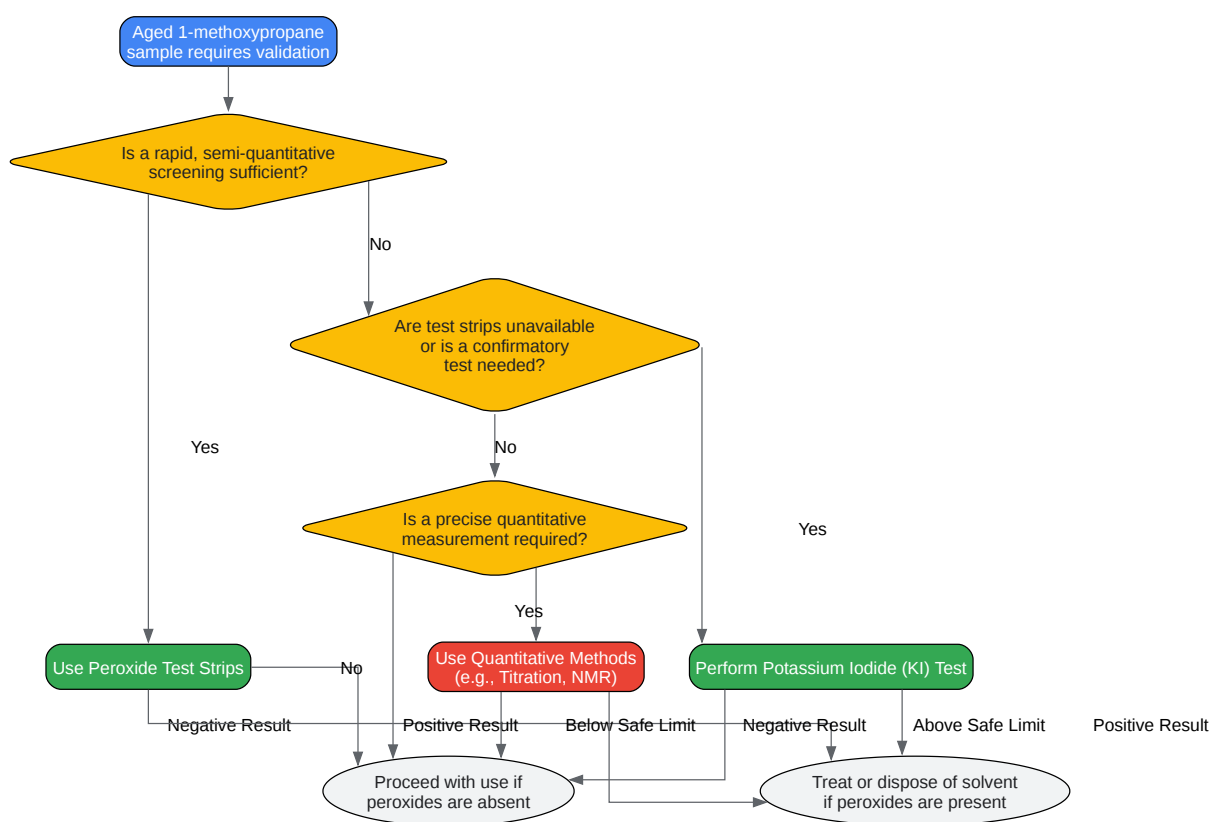 Aged 1-methoxypropane
sample requires validation
Is a rapid, semi-quantitative
screening sufficient?
No
Are test strips unavailable
or is a confirmatory
test needed?
Yes
No
Is a precise quantitative
measurement required?
Yes
Yes
Use Peroxide Test Strips
No
Use Quantitative Methods
(e.g., Titration, NMR)
Perform Potassium Iodide (KI) Test
Negative Result
Positive Result
Below Safe Limit
Negative Result
Above Safe Limit
Positive Result
Proceed with use if
peroxides are absent
Treat or dispose of solvent
if peroxides are present